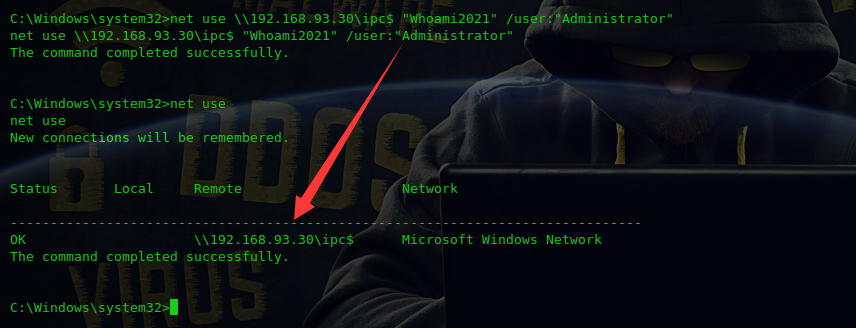 C:\Windows\system32>net use \\192.168.93.30\ipc$ "Whoami2021" /user:"Administrator"
net use \\192.168.93.30\ipc$ "Whoami2021" /user:"Administrator"
The command completed successfully.
C:\Windows\system32>net use
net use
New connections will be remembered.
Status       Local     Remote                    Network
-------------------------------------------------------------------------------
OK                     \\192.168.93.30\ipc$      Microsoft Windows Network
The command completed successfully.
C:\Windows\system32>
DDOS
VIRUS